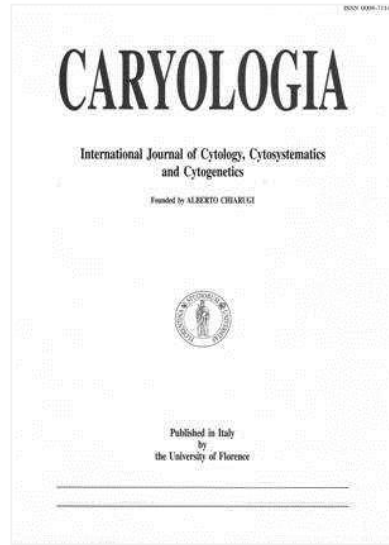 CARYOLOGIA
International Journal of Cytology, Cytosystematics
and Cytogenetics
Founded by ALBERTO CHIARUGI
Published in Italy
by
the University of Florence